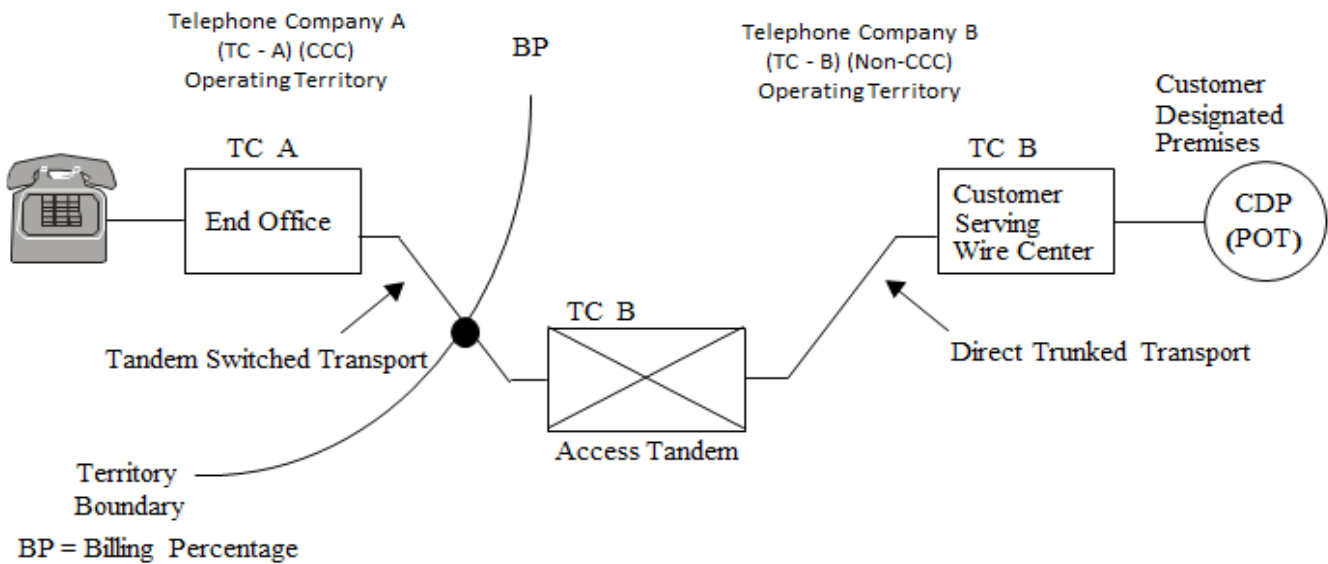 Telephone Company A
(TC - A) (CCC)
Operating Territory
BP
Telephone Company B
(TC - B) (Non-CCC)
Operating Territory
Customer
Designated
Premises
TC A
End Office
TC B
Customer
Serving
Wire Center
CDP
(POT)
TC B
Tandem Switched Transport
Direct Trunked Transport
Access Tandem
Territory
Boundary
BP = Billing Percentage